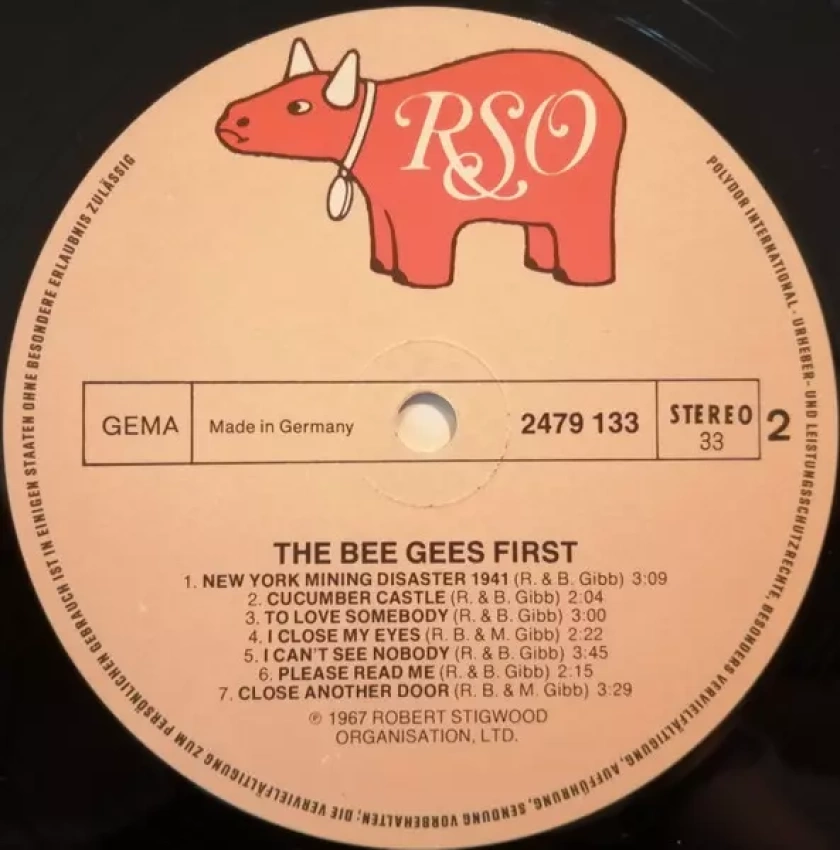 RSO
GEMA
Made in Germany
2479 133
STEREO
33
2
THE BEE GEES FIRST
1. NEW YORK MINING DISASTER 1941 (R. & B. Gibb) 3:09
2. CUCUMBER CASTLE (R. & B. Gibb) 2:04
3. TO LOVE SOMEBODY (R. & B. Gibb) 3:00
4. I CLOSE MY EYES (R. B. & M. Gibb) 2:22
5. I CAN'T SEE NOBODY (R. & B. Gibb) 3:45
6. PLEASE READ ME (R. & B. Gibb) 2:15
7. CLOSE ANOTHER DOOR (R. B. & M. Gibb) 3:29
℗ 1967 ROBERT STIGWOOD
ORGANISATION, LTD.
POLYDOR INTERNATIONAL · URHEBER- UND LEISTUNGSSCHUTZRECHTE, BESONDERS VERVIELFÄLTIGUNG, AUFFÜHRUNG, SENDUNG VORBEHALTEN; DIE VERVIELFÄLTIGUNG ZUM PERSÖNLICHEN GEBRAUCH IST IN EINIGEN STAATEN OHNE BESONDERE ERLAUBNIS ZULÄSSIG